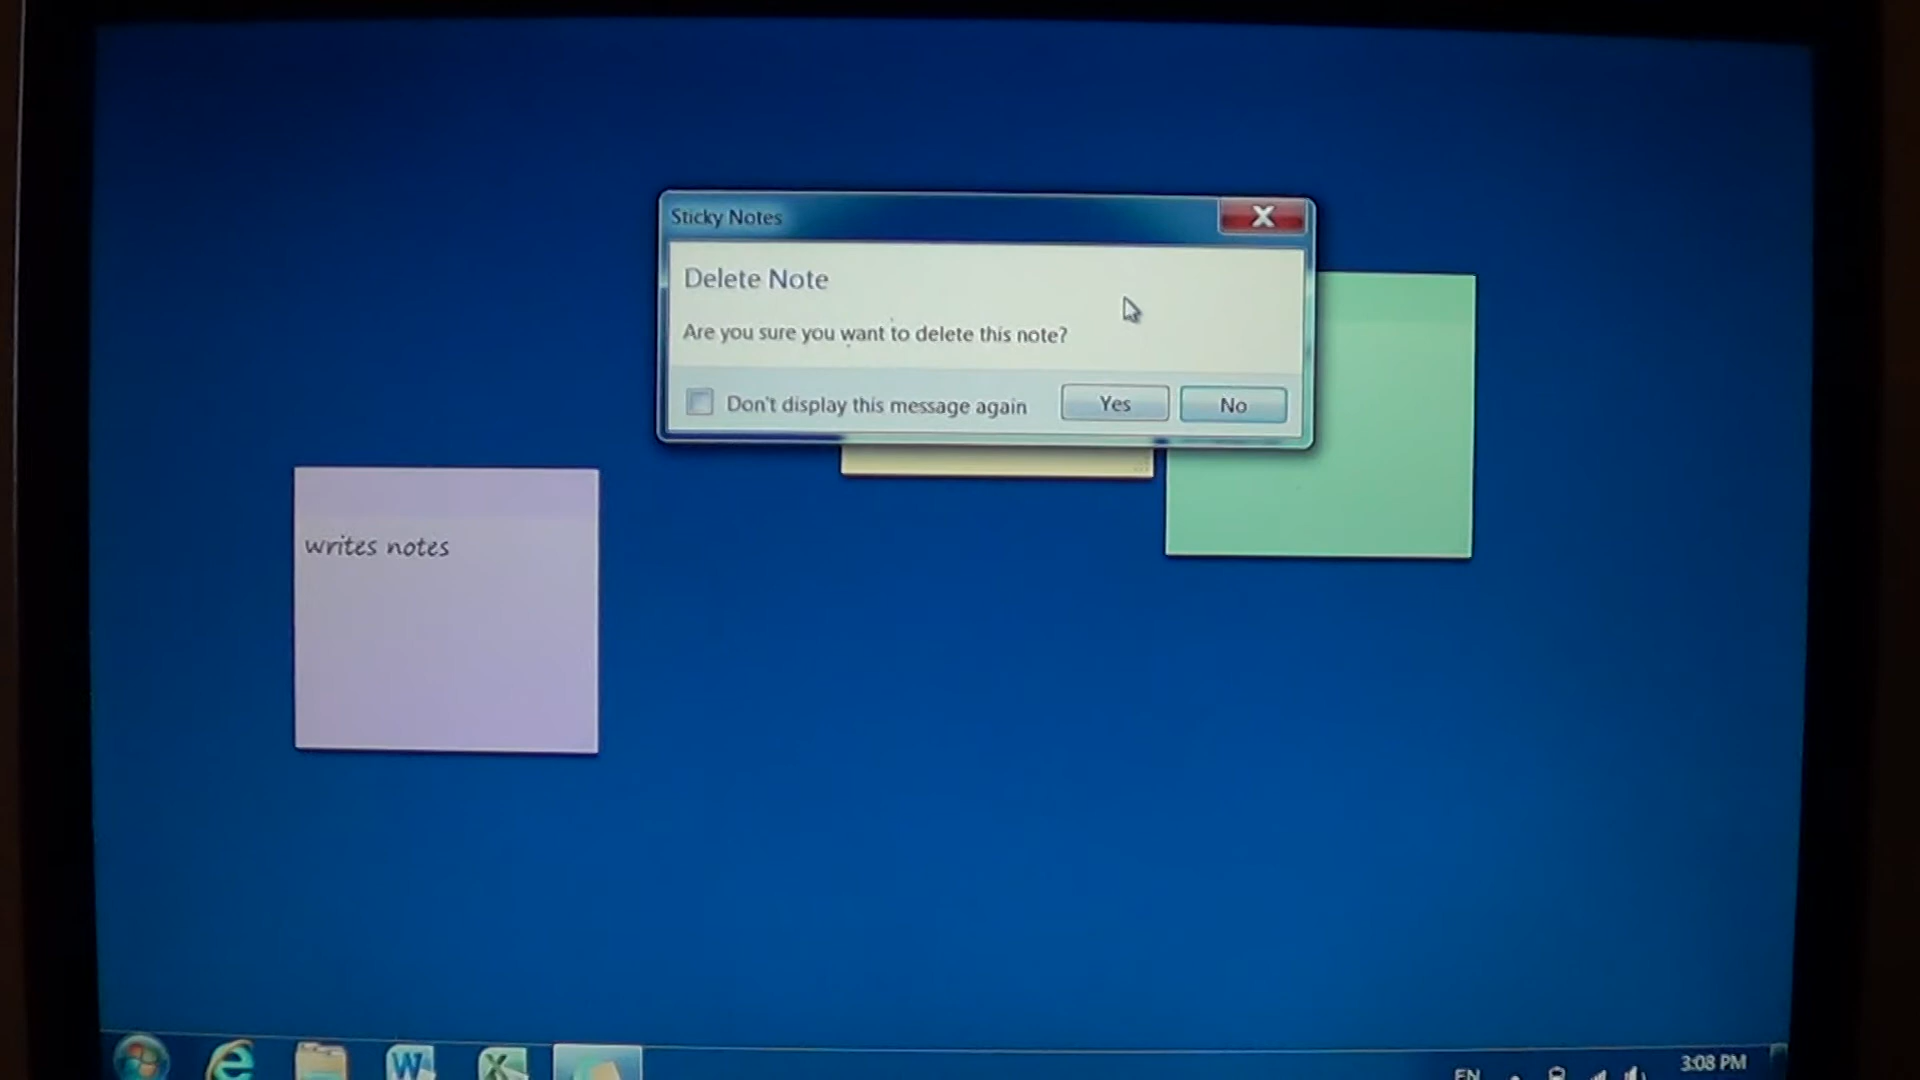 Sticky Notes
X
Delete Note
Are you sure you want to delete this note?
Don't display this message again
Yes
No
writes notes
W
X
EN
3:08 PM